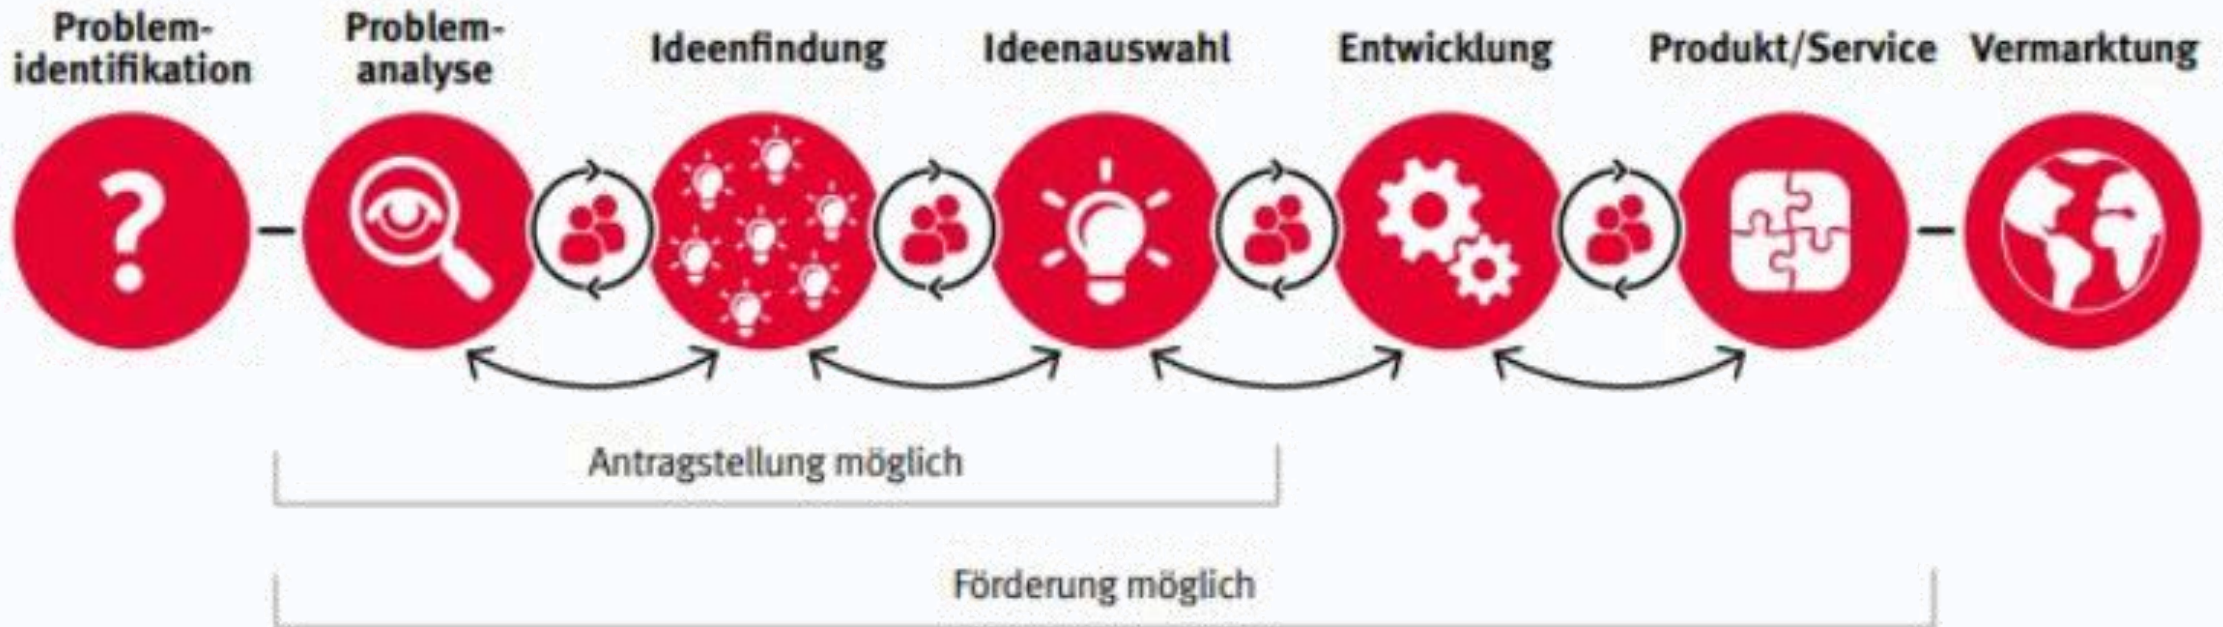 Problem-
identifikation
Problem-
analyse
Ideenfindung
Ideenauswahl
Entwicklung
Produkt/Service
Vermarktung
?
Antragstellung möglich
Förderung möglich